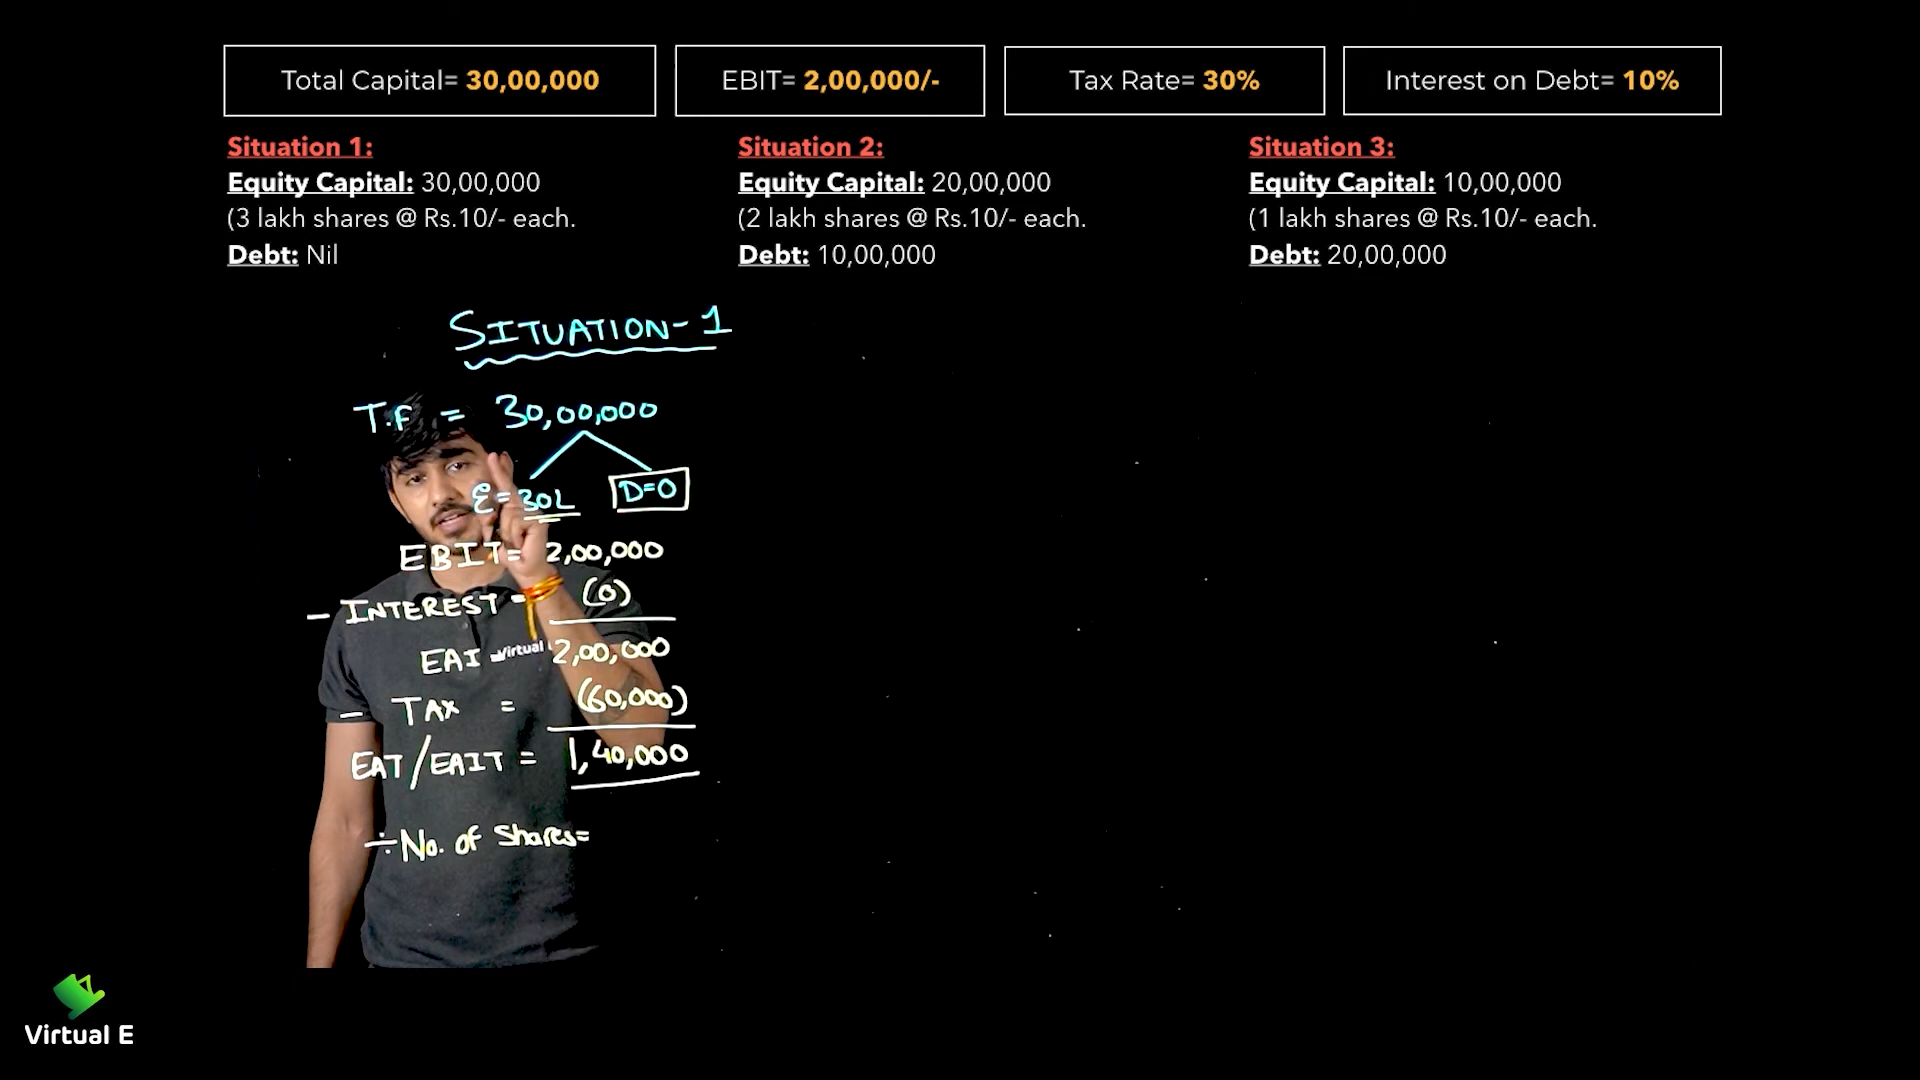 Total Capital= 30,00,000
EBIT= 2,00,000/-
Tax Rate= 30%
Interest on Debt= 10%
Situation 1:
Equity Capital: 30,00,000
(3 lakh shares @ Rs.10/- each.
Debt: Nil
Situation 2:
Equity Capital: 20,00,000
(2 lakh shares @ Rs.10/- each.
Debt: 10,00,000
Situation 3:
Equity Capital: 10,00,000
(1 lakh shares @ Rs.10/- each.
Debt: 20,00,000
SITUATION-1
T.F = 30,00,000
E=30L D=0
EBIT= 2,00,000
- INTEREST = (0)
EAI = 2,00,000
Virtual
- TAX = (60,000)
EAT/EAIT = 1,40,000
÷ No. of Shares=
Virtual E